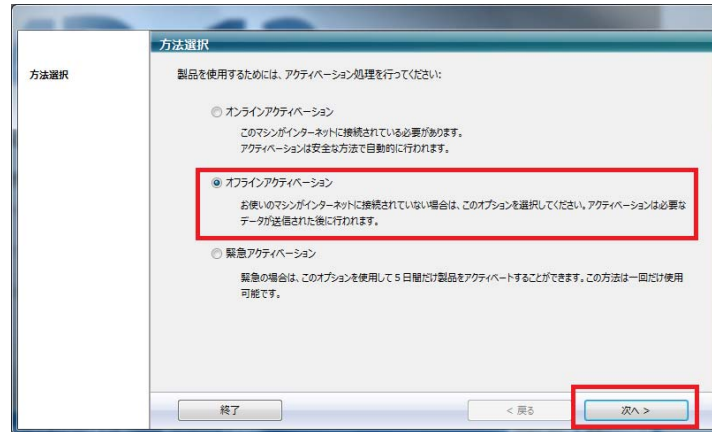 方法選択
方法選択
製品を使用するためには、アクティベーション処理を行ってください:
オンラインアクティベーション
このマシンがインターネットに接続されている必要があります。
アクティベーションは安全な方法で自動的に行われます。
オフラインアクティベーション
お使いのマシンがインターネットに接続されていない場合は、このオプションを選択してください。アクティベーションは必要な
データが送信された後に行われます。
緊急アクティベーション
緊急の場合は、このオプションを使用して5日間だけ製品をアクティベートすることができます。この方法は一回だけ使用
可能です。
終了
< 戻る
次へ >